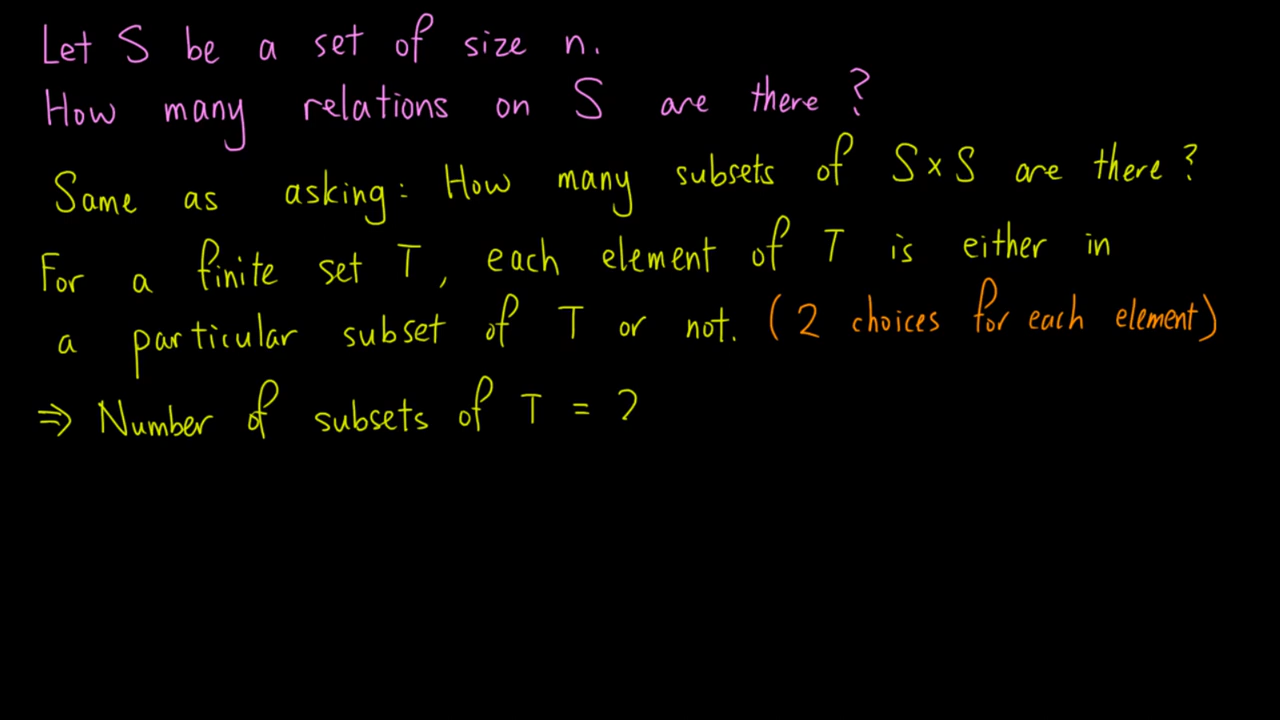 Let S be a set of size n.
How many relations on S are there?
Same as asking: How many subsets of S×S are there?
For a finite set T, each element of T is either in
a particular subset of T or not. (2 choices for each element)
⇒ Number of subsets of T = ?